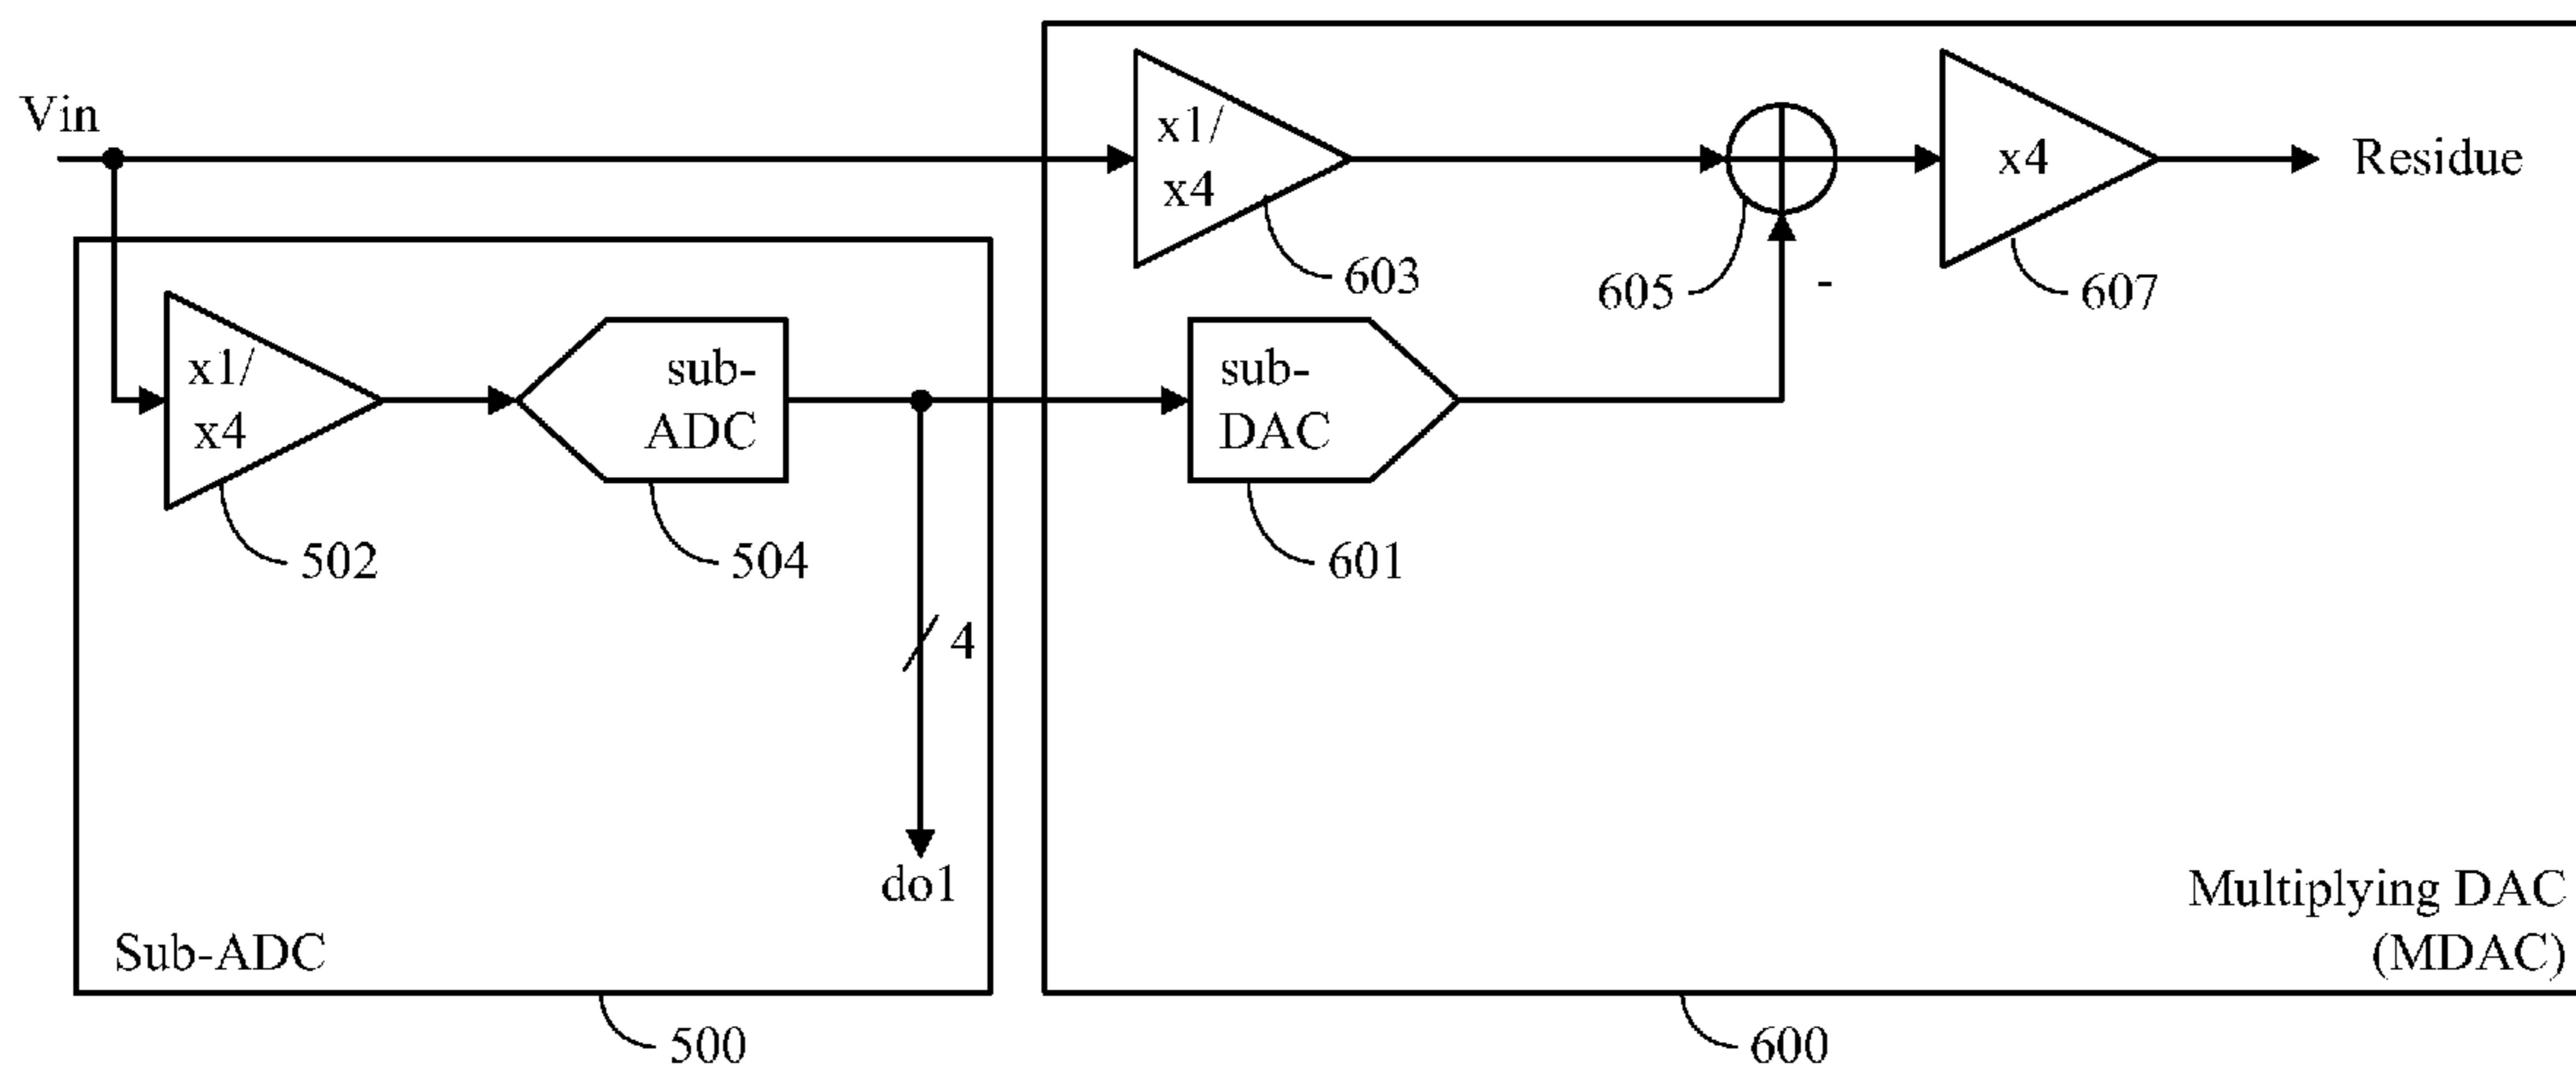 Vin
x1/
x4
x4
Residue
603
605
-
607
x1/
x4
sub-
ADC
sub-
DAC
502
504
601
4
do1
Sub-ADC
Multiplying DAC
(MDAC)
500
600